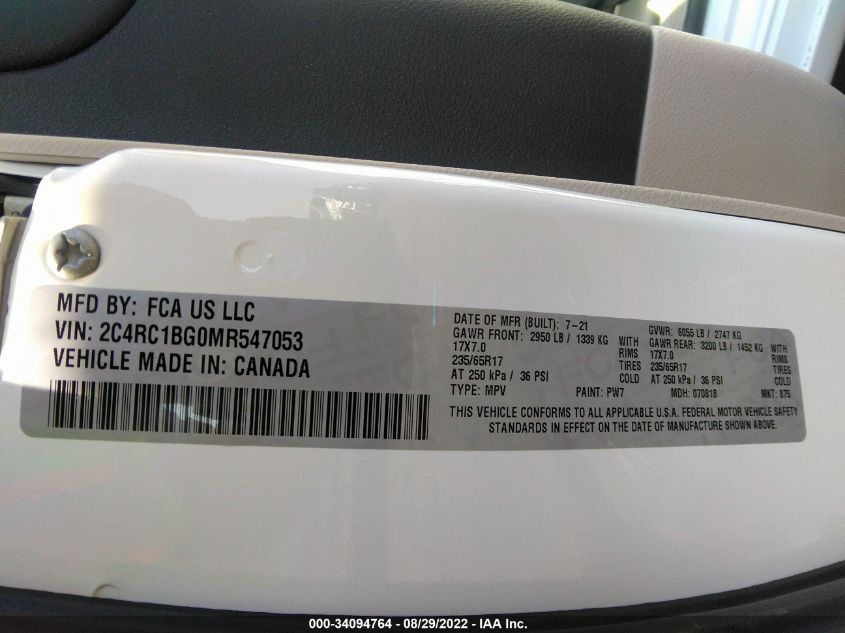 MFD BY: FCA US LLC
VIN: 2C4RC1BG0MR547053
VEHICLE MADE IN: CANADA
DATE OF MFR (BUILT): 7-21 GVWR: 6055 LB / 2747 KG
GAWR FRONT: 2950 LB / 1339 KG WITH GAWR REAR: 3200 LB / 1452 KG WITH
17X7.0 RIMS 17X7.0 RIMS
235/65R17 TIRES 235/65R17 TIRES
AT 250 kPa / 36 PSI COLD AT 250 kPa / 36 PSI COLD
TYPE: MPV PAINT: PW7 MDH: 070818 MKT: 875
THIS VEHICLE CONFORMS TO ALL APPLICABLE U.S.A. FEDERAL MOTOR VEHICLE SAFETY
STANDARDS IN EFFECT ON THE DATE OF MANUFACTURE SHOWN ABOVE.
000-34094764 - 08/29/2022 - IAA Inc.